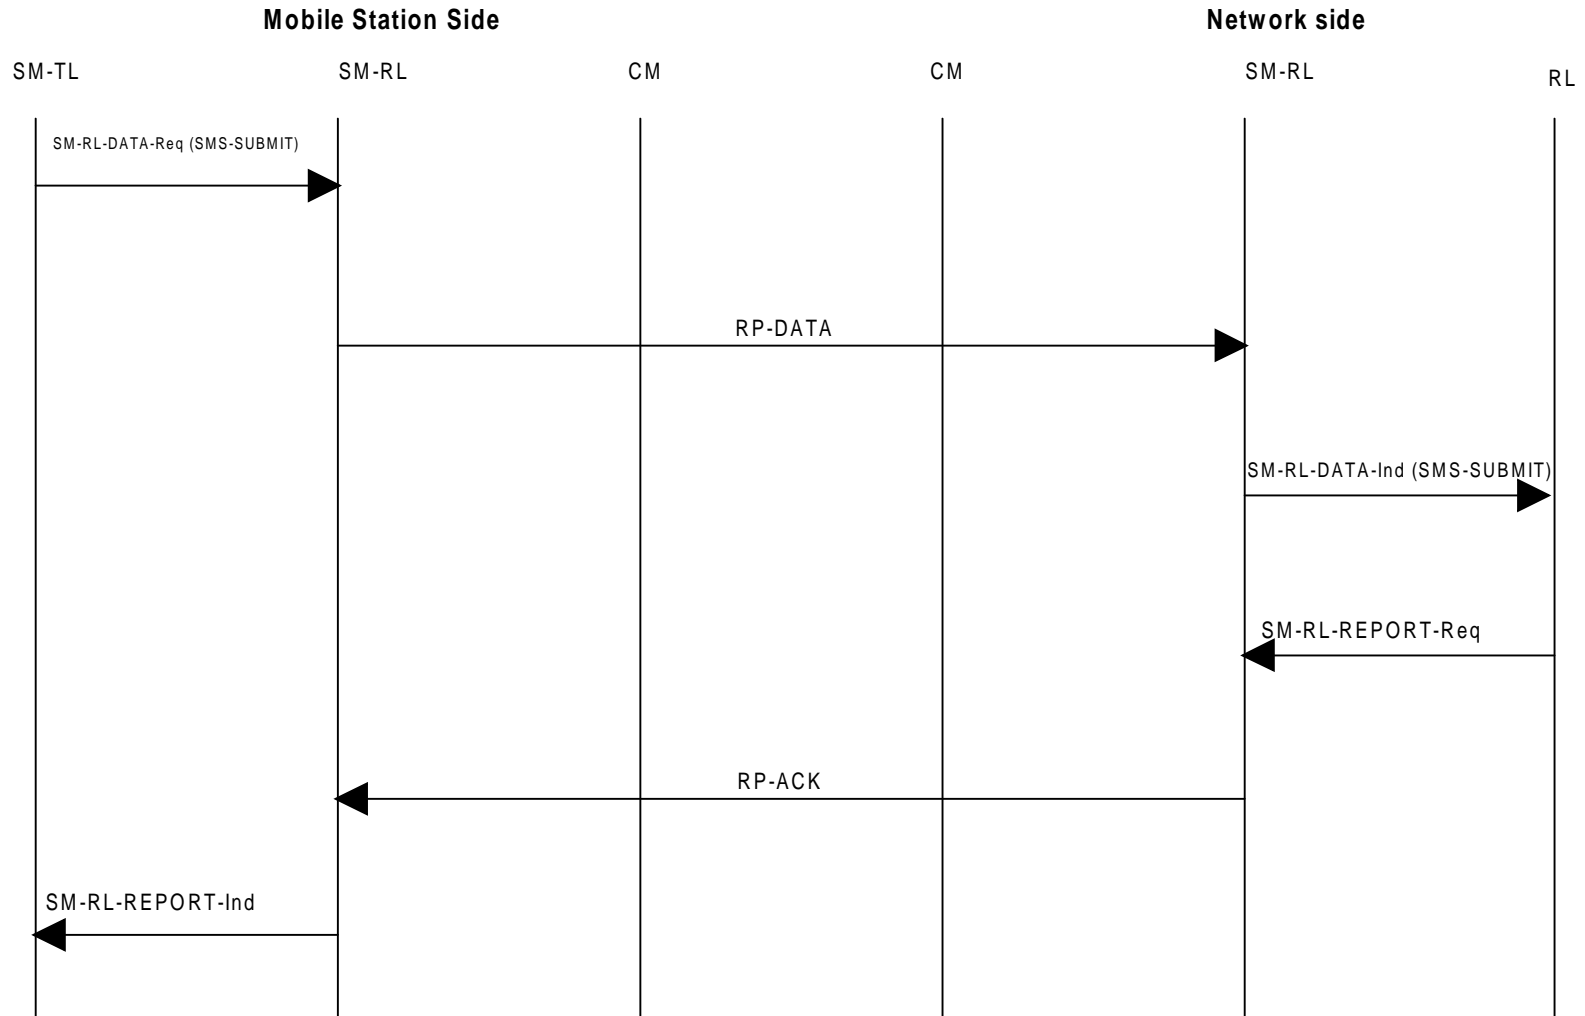 Mobile Station Side
Network side
SM-TL
SM-RL
CM
CM
SM-RL
RL
SM-RL-DATA-Req (SMS-SUBMIT)
RP-DATA
SM-RL-DATA-Ind (SMS-SUBMIT)
SM-RL-REPORT-Req
RP-ACK
SM-RL-REPORT-Ind